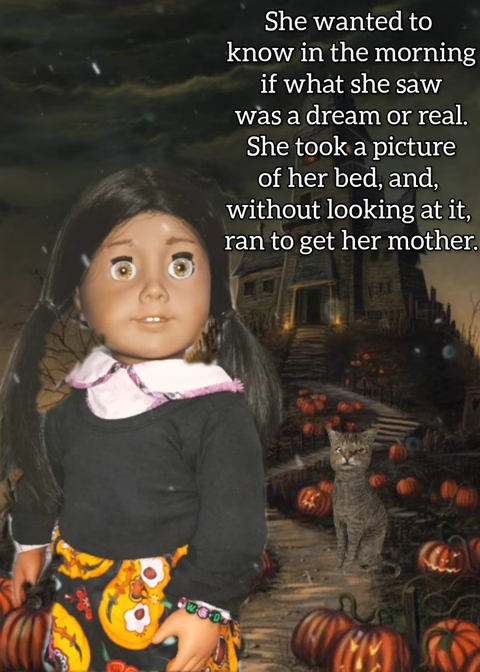 She wanted to
know in the morning
if what she saw
was a dream or real.
She took a picture
of her bed, and,
without looking at it,
ran to get her mother.